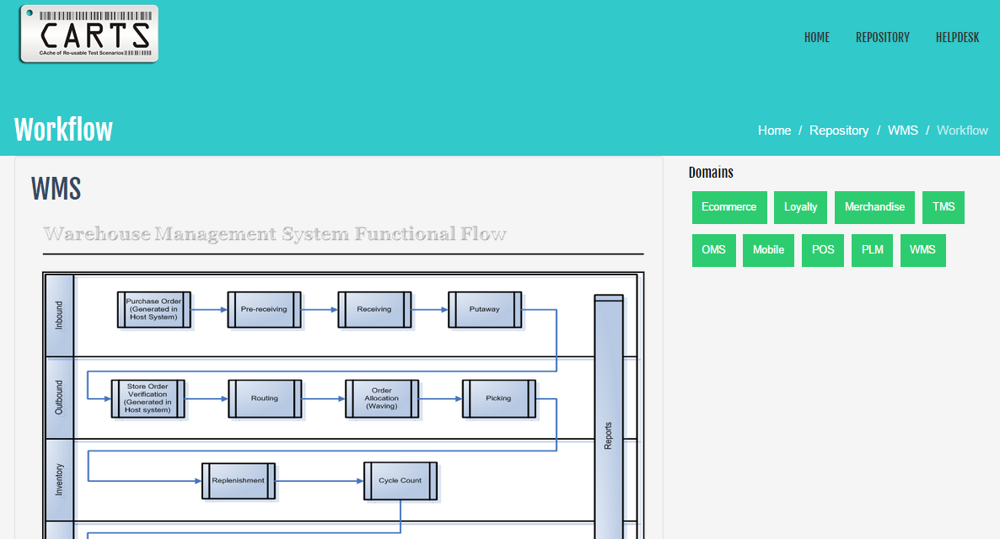 CARTS
CAche of Re-usable Test Scenarios
HOME REPOSITORY HELPDESK
Workflow
Home / Repository / WMS / Workflow
WMS
Warehouse Management System Functional Flow
Inbound
Purchase Order
(Generated in
Host System)
Pre-receiving
Receiving
Putaway
Outbound
Store Order
Verification
(Generated in
Host system)
Routing
Order
Allocation
(Waving)
Picking
Inventory
Replenishment
Cycle Count
Reports
Domains
Ecommerce Loyalty Merchandise TMS
OMS Mobile POS PLM WMS